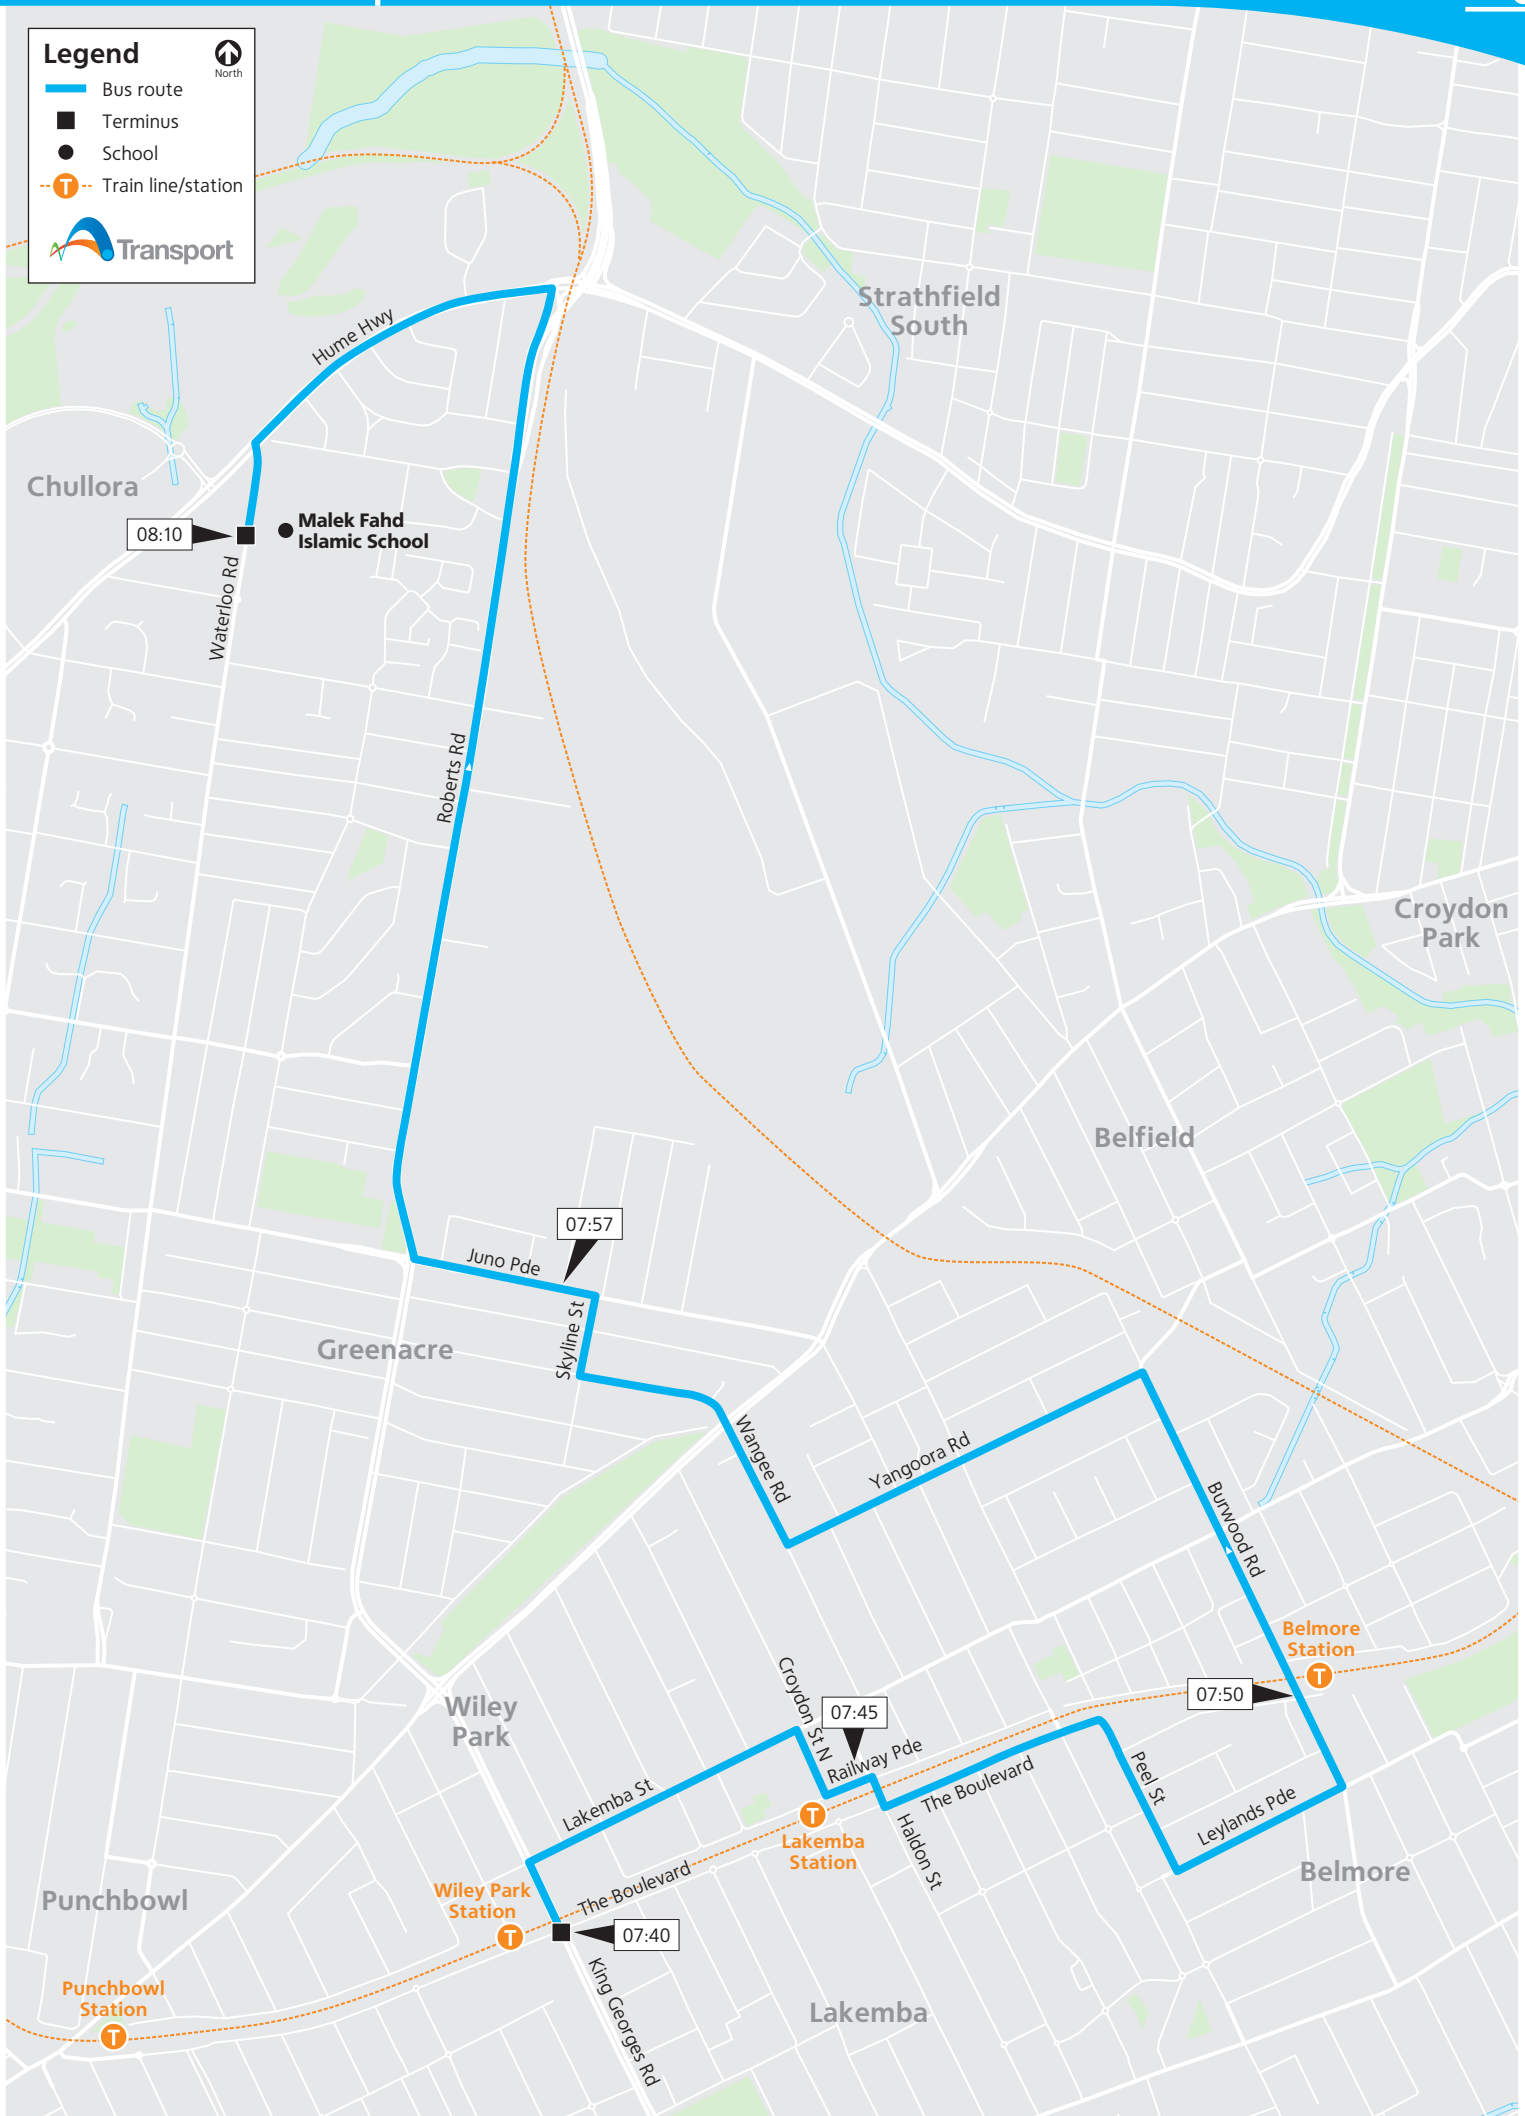 Legend
North
Bus route
Terminus
School
T
Train line/station
Transport
Strathfield
South
Hume Hwy
Chullora
08:10
Malek Fahd
Islamic School
Waterloo Rd
Roberts Rd
Croydon
Park
Belfield
07:57
Juno Pde
Skyline St
Greenacre
Wangee Rd
Yangoora Rd
Burwood Rd
Belmore
Station
T
07:50
Wiley
Park
Croydon St N
07:45
Railway Pde
The Boulevard
Peel St
Lakemba St
T
Lakemba
Station
Haldon St
Leylands Pde
Belmore
Punchbowl
Wiley Park
Station
T
The Boulevard
07:40
King Georges Rd
Punchbowl
Station
T
Lakemba